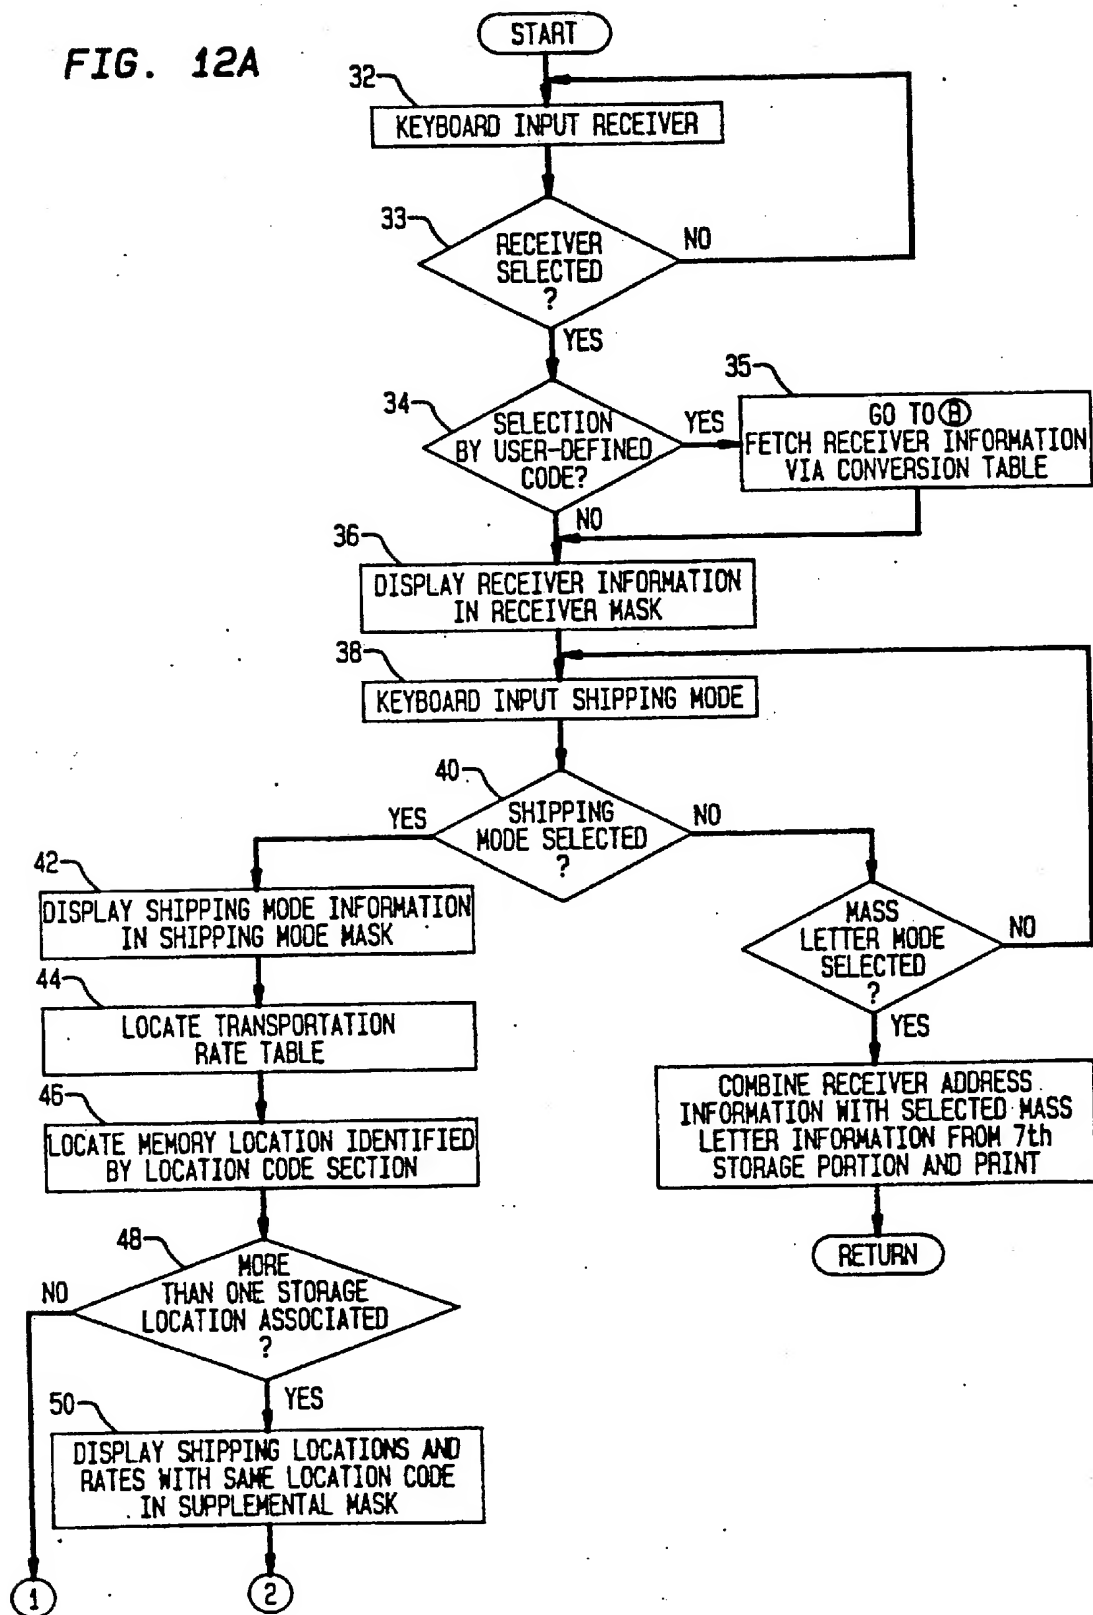 FIG. 12A
START
32
KEYBOARD INPUT RECEIVER
33
RECEIVER
SELECTED
?
NO
YES
34
SELECTION
BY USER-DEFINED
CODE?
YES
35
GO TO
FETCH RECEIVER INFORMATION
VIA CONVERSION TABLE
NO
36
DISPLAY RECEIVER INFORMATION
IN RECEIVER MASK
38
KEYBOARD INPUT SHIPPING MODE
40
SHIPPING
MODE SELECTED
?
YES
NO
42
DISPLAY SHIPPING MODE INFORMATION
IN SHIPPING MODE MASK
MASS
LETTER MODE
SELECTED
?
NO
YES
44
LOCATE TRANSPORTATION
RATE TABLE
COMBINE RECEIVER ADDRESS
INFORMATION WITH SELECTED MASS
LETTER INFORMATION FROM 7th
STORAGE PORTION AND PRINT
46
LOCATE MEMORY LOCATION IDENTIFIED
BY LOCATION CODE SECTION
RETURN
48
MORE
THAN ONE STORAGE
LOCATION ASSOCIATED
?
NO
YES
50
DISPLAY SHIPPING LOCATIONS AND
RATES WITH SAME LOCATION CODE
IN SUPPLEMENTAL MASK
1
2